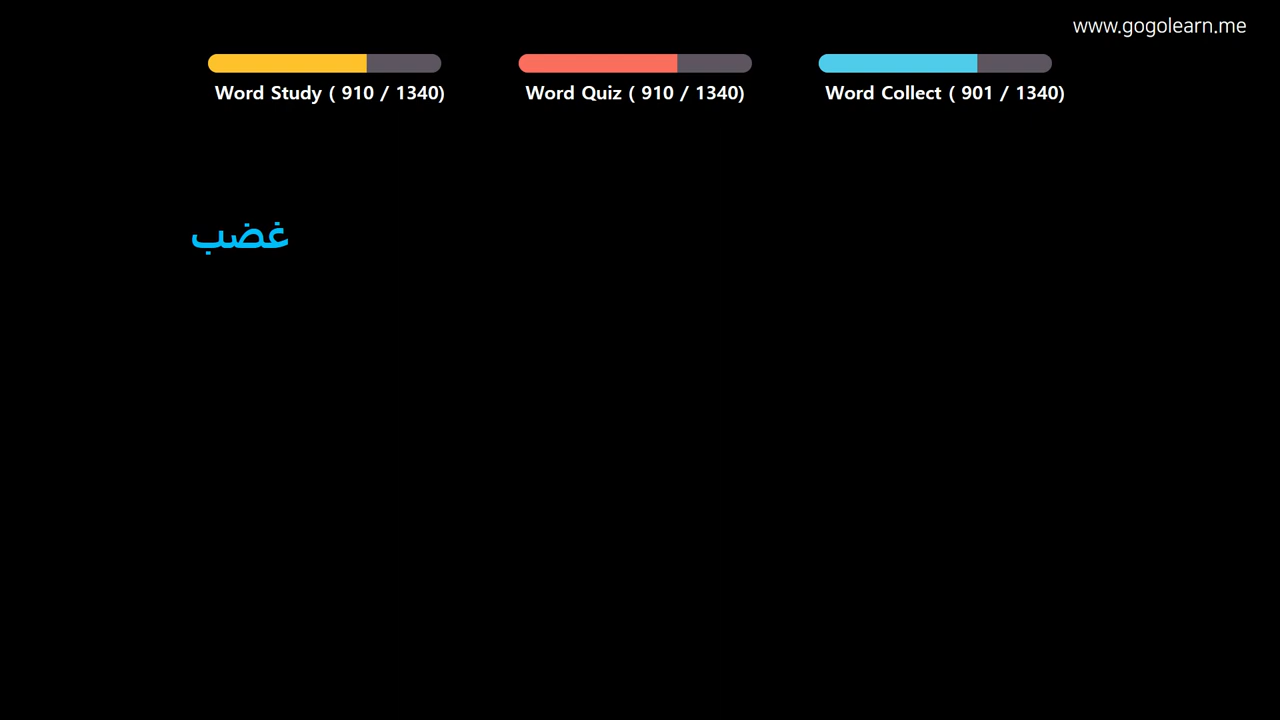 www.gogolearn.me
Word Study ( 910 / 1340)
Word Quiz ( 910 / 1340)
Word Collect ( 901 / 1340)
غضب